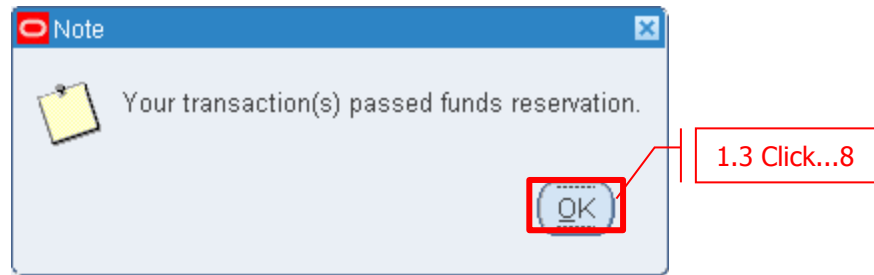 Note
Your transaction(s) passed funds reservation.
1.3 Click...8
OK